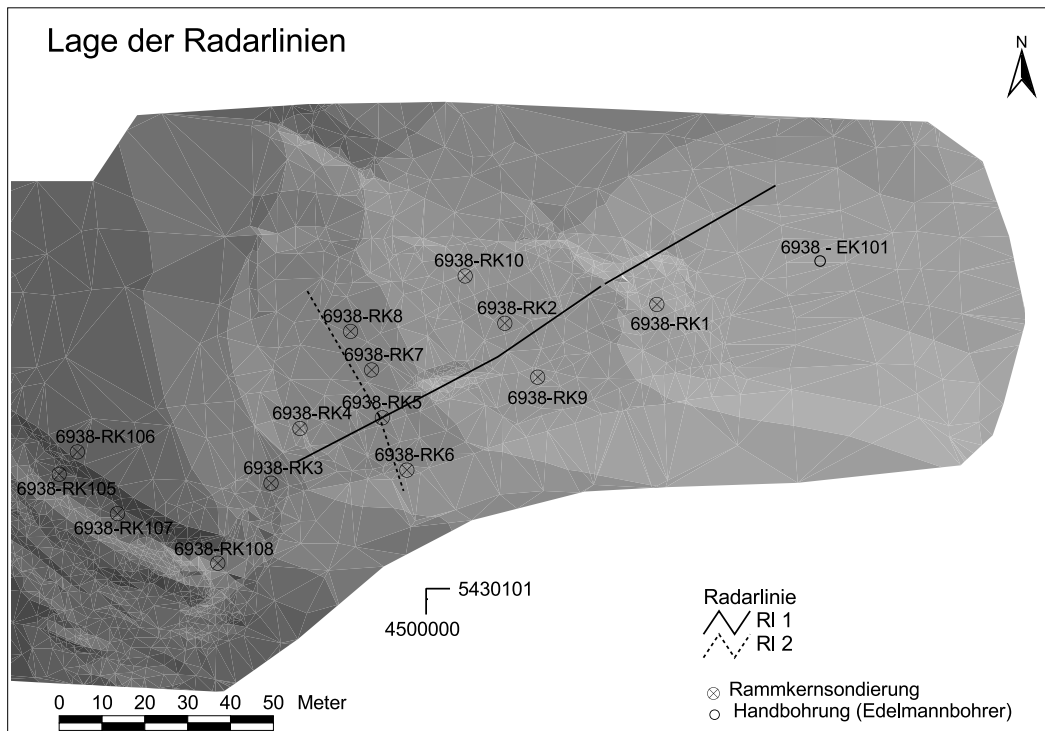 Lage der Radarlinien
N
6938 - EK101
6938-RK10
6938-RK2
6938-RK8
6938-RK1
6938-RK7
6938-RK9
6938-RK5
6938-RK4
6938-RK106
6938-RK6
6938-RK3
6938-RK105
6938-RK107
6938-RK108
5430101
4500000
Radarlinie
RI 1
RI 2
0 10 20 30 40 50 Meter
Rammkernsondierung
Handbohrung (Edelmannbohrer)